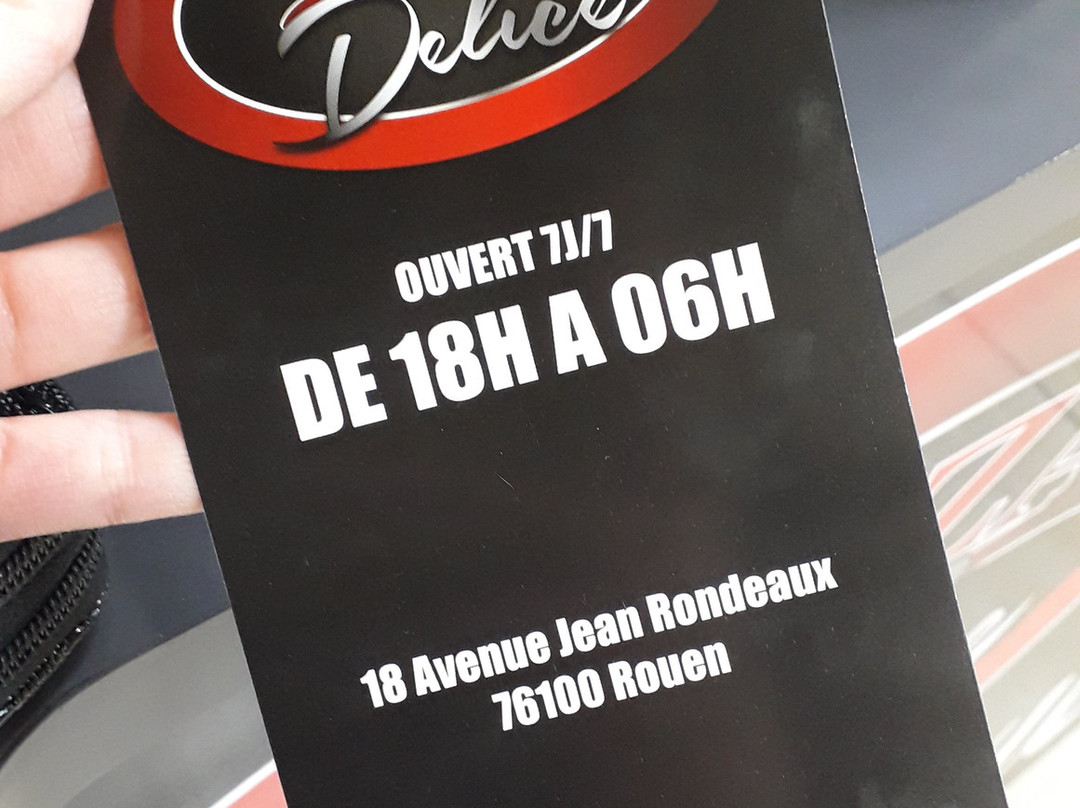 Delice
OUVERT 7J/7
DE 18H A 06H
18 Avenue Jean Rondeaux
76100 Rouen